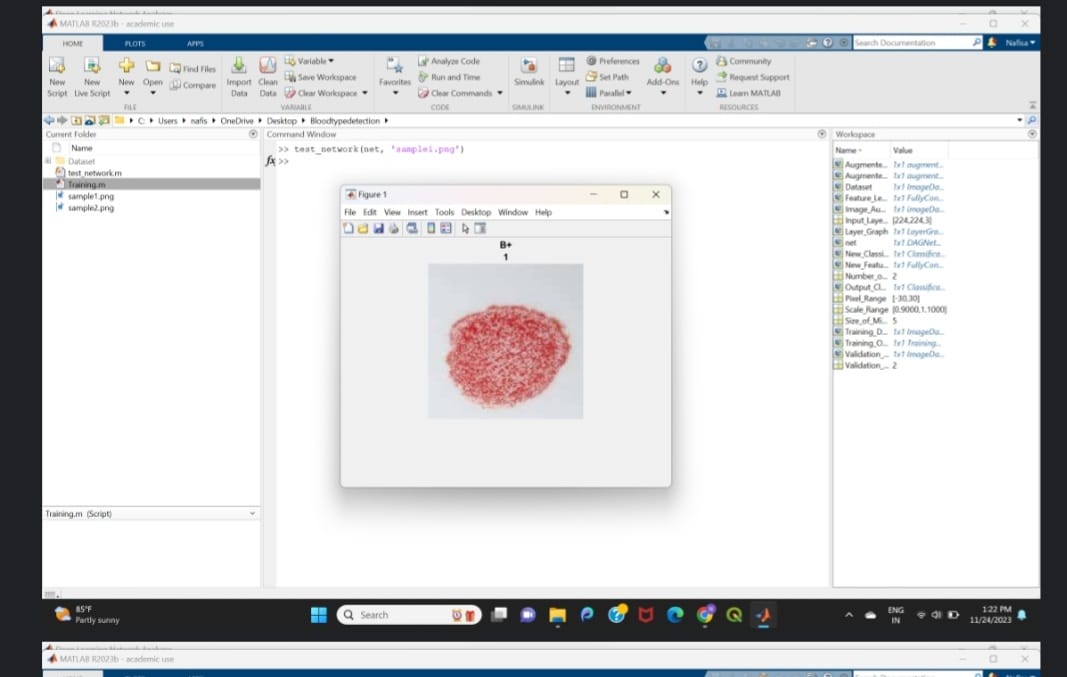 MATLAB R2023b - academic use
HOME PLOTS APPS
Search Documentation Nafisa
New Script
New Live Script
New
Open
Find Files
Compare
FILE
Import Data
Clean Data
Variable
Save Workspace
Clear Workspace
VARIABLE
Favorites
Analyze Code
Run and Time
Clear Commands
CODE
Simulink
SIMULINK
Layout
Preferences
Set Path
Parallel
Add-Ons
ENVIRONMENT
Help
Community
Request Support
Learn MATLAB
RESOURCES
C: Users nafis OneDrive Desktop Bloodtypedetection
Current Folder
Name
Dataset
test_network.m
Training.m
sample1.png
sample2.png
Training.m (Script)
Command Window
>> test_network(net, 'sample1.png')
fx >>
Figure 1
File Edit View Insert Tools Desktop Window Help
B+
1
Workspace
Name Value
Augmente... 1x1 augment...
Augmente... 1x1 augment...
Dataset 1x1 ImageDa...
Feature_Le... 1x1 FullyCon...
Image_Au... 1x1 imageDa...
Input_Laye... [224,224,3]
Layer_Graph 1x1 LayerGra...
net 1x1 DAGNet...
New_Classi... 1x1 Classifica...
New_Featu... 1x1 FullyCon...
Number_o... 2
Output_Cl... 1x1 Classifica...
Pixel_Range [-30,30]
Scale_Range [0.9000,1.1000]
Size_of_Mi... 5
Training_D... 1x1 ImageDa...
Training_O... 1x1 Training...
Validation_... 1x1 ImageDa...
Validation_... 2
85°F
Partly sunny
Search
ENG
IN
1:22 PM
11/24/2023
MATLAB R2023b - academic use